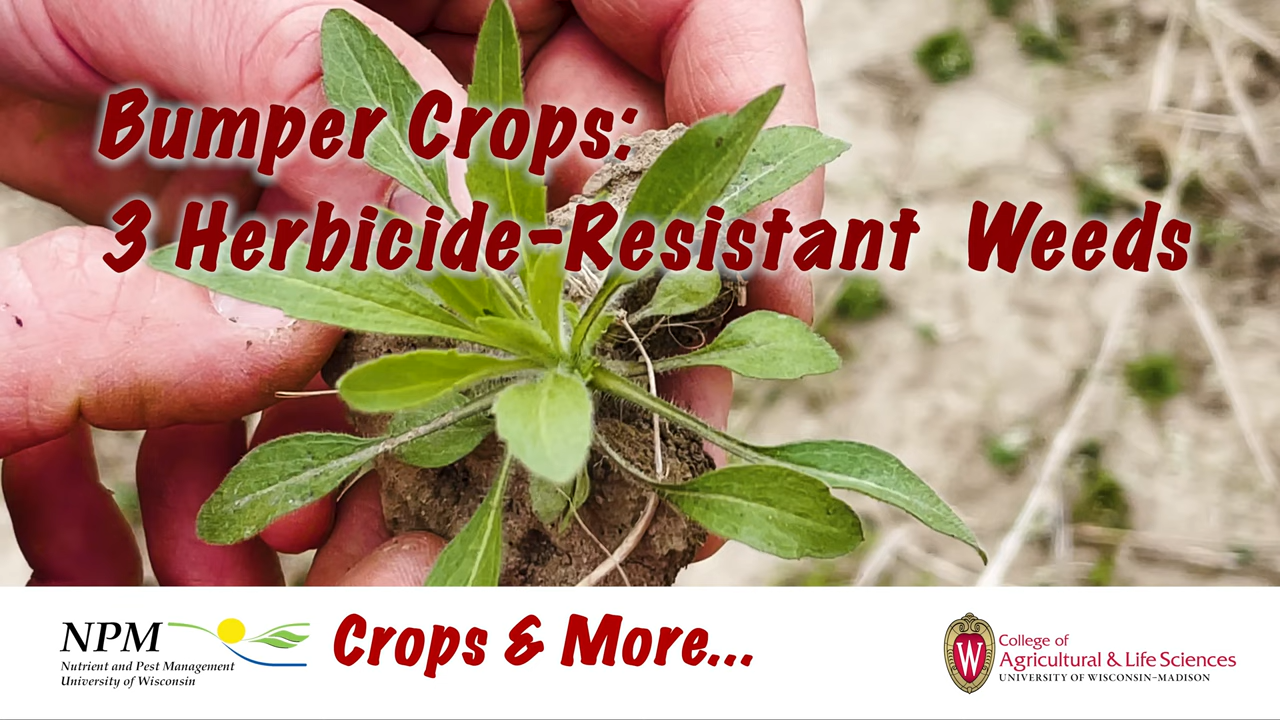 Bumper Crops:
3 Herbicide-Resistant Weeds
NPM
Nutrient and Pest Management
University of Wisconsin
Crops & More...
W
College of
Agricultural & Life Sciences
UNIVERSITY OF WISCONSIN–MADISON